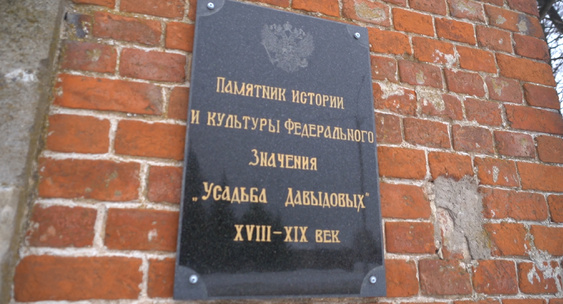 Памятник истории
и культуры федерального
значения
„Усадьба Давыдовых"
XVIII–XIX век